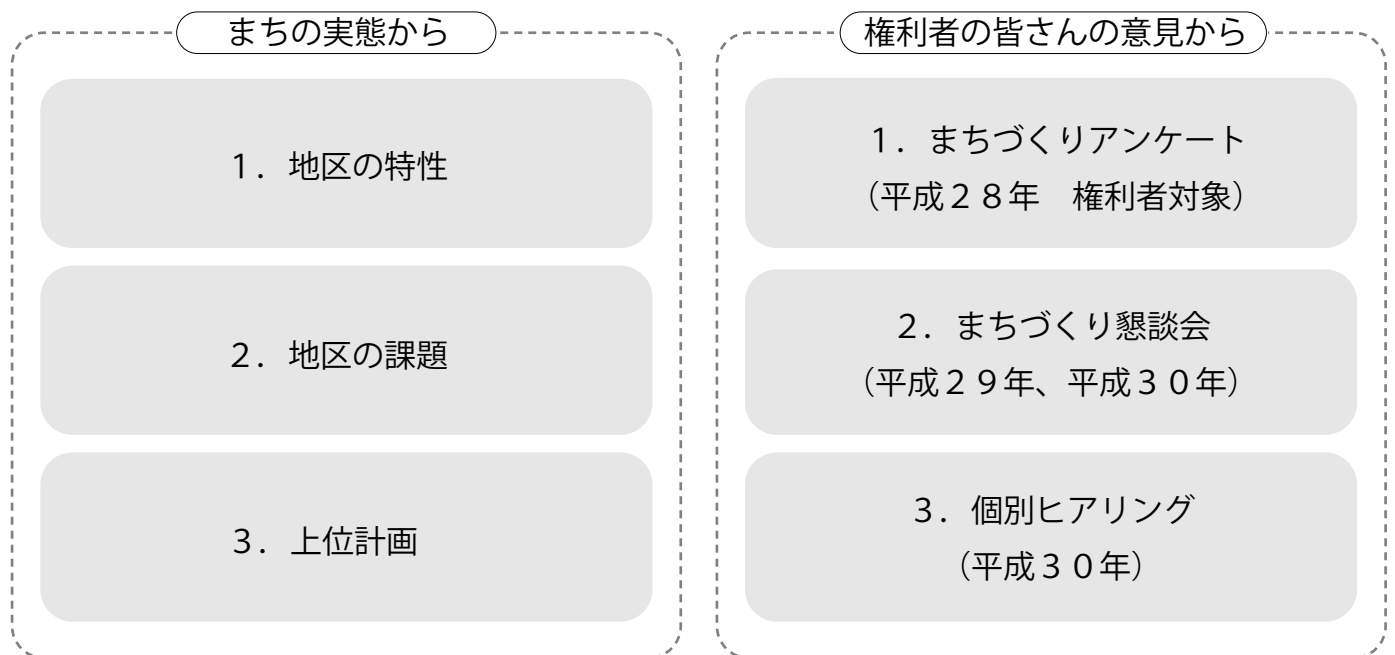 まちの実態から
1．地区の特性
2．地区の課題
3．上位計画
権利者の皆さんの意見から
1．まちづくりアンケート
（平成２８年　権利者対象）
2．まちづくり懇談会
（平成２９年、平成３０年）
3．個別ヒアリング
（平成３０年）